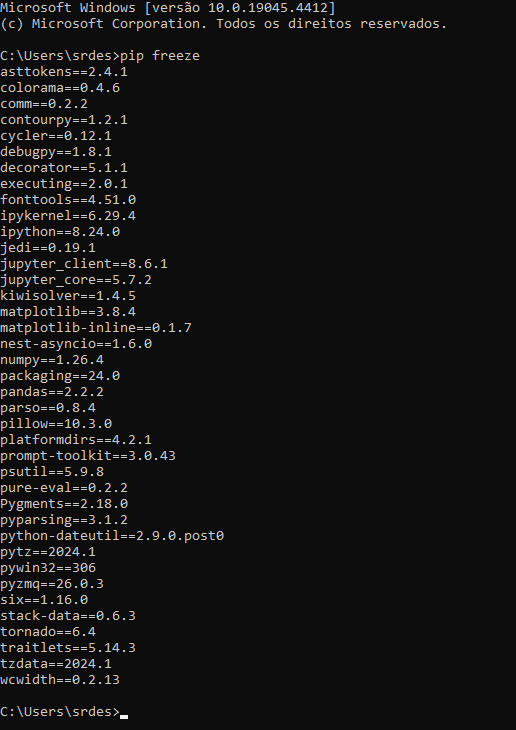 Microsoft Windows [versão 10.0.19045.4412]
(c) Microsoft Corporation. Todos os direitos reservados.
C:\Users\srdes>pip freeze
asttokens==2.4.1
colorama==0.4.6
comm==0.2.2
contourpy==1.2.1
cycler==0.12.1
debugpy==1.8.1
decorator==5.1.1
executing==2.0.1
fonttools==4.51.0
ipykernel==6.29.4
ipython==8.24.0
jedi==0.19.1
jupyter_client==8.6.1
jupyter_core==5.7.2
kiwisolver==1.4.5
matplotlib==3.8.4
matplotlib-inline==0.1.7
nest-asyncio==1.6.0
numpy==1.26.4
packaging==24.0
pandas==2.2.2
parso==0.8.4
pillow==10.3.0
platformdirs==4.2.1
prompt-toolkit==3.0.43
psutil==5.9.8
pure-eval==0.2.2
Pygments==2.18.0
pyparsing==3.1.2
python-dateutil==2.9.0.post0
pytz==2024.1
pywin32==306
pyzmq==26.0.3
six==1.16.0
stack-data==0.6.3
tornado==6.4
traitlets==5.14.3
tzdata==2024.1
wcwidth==0.2.13
C:\Users\srdes>